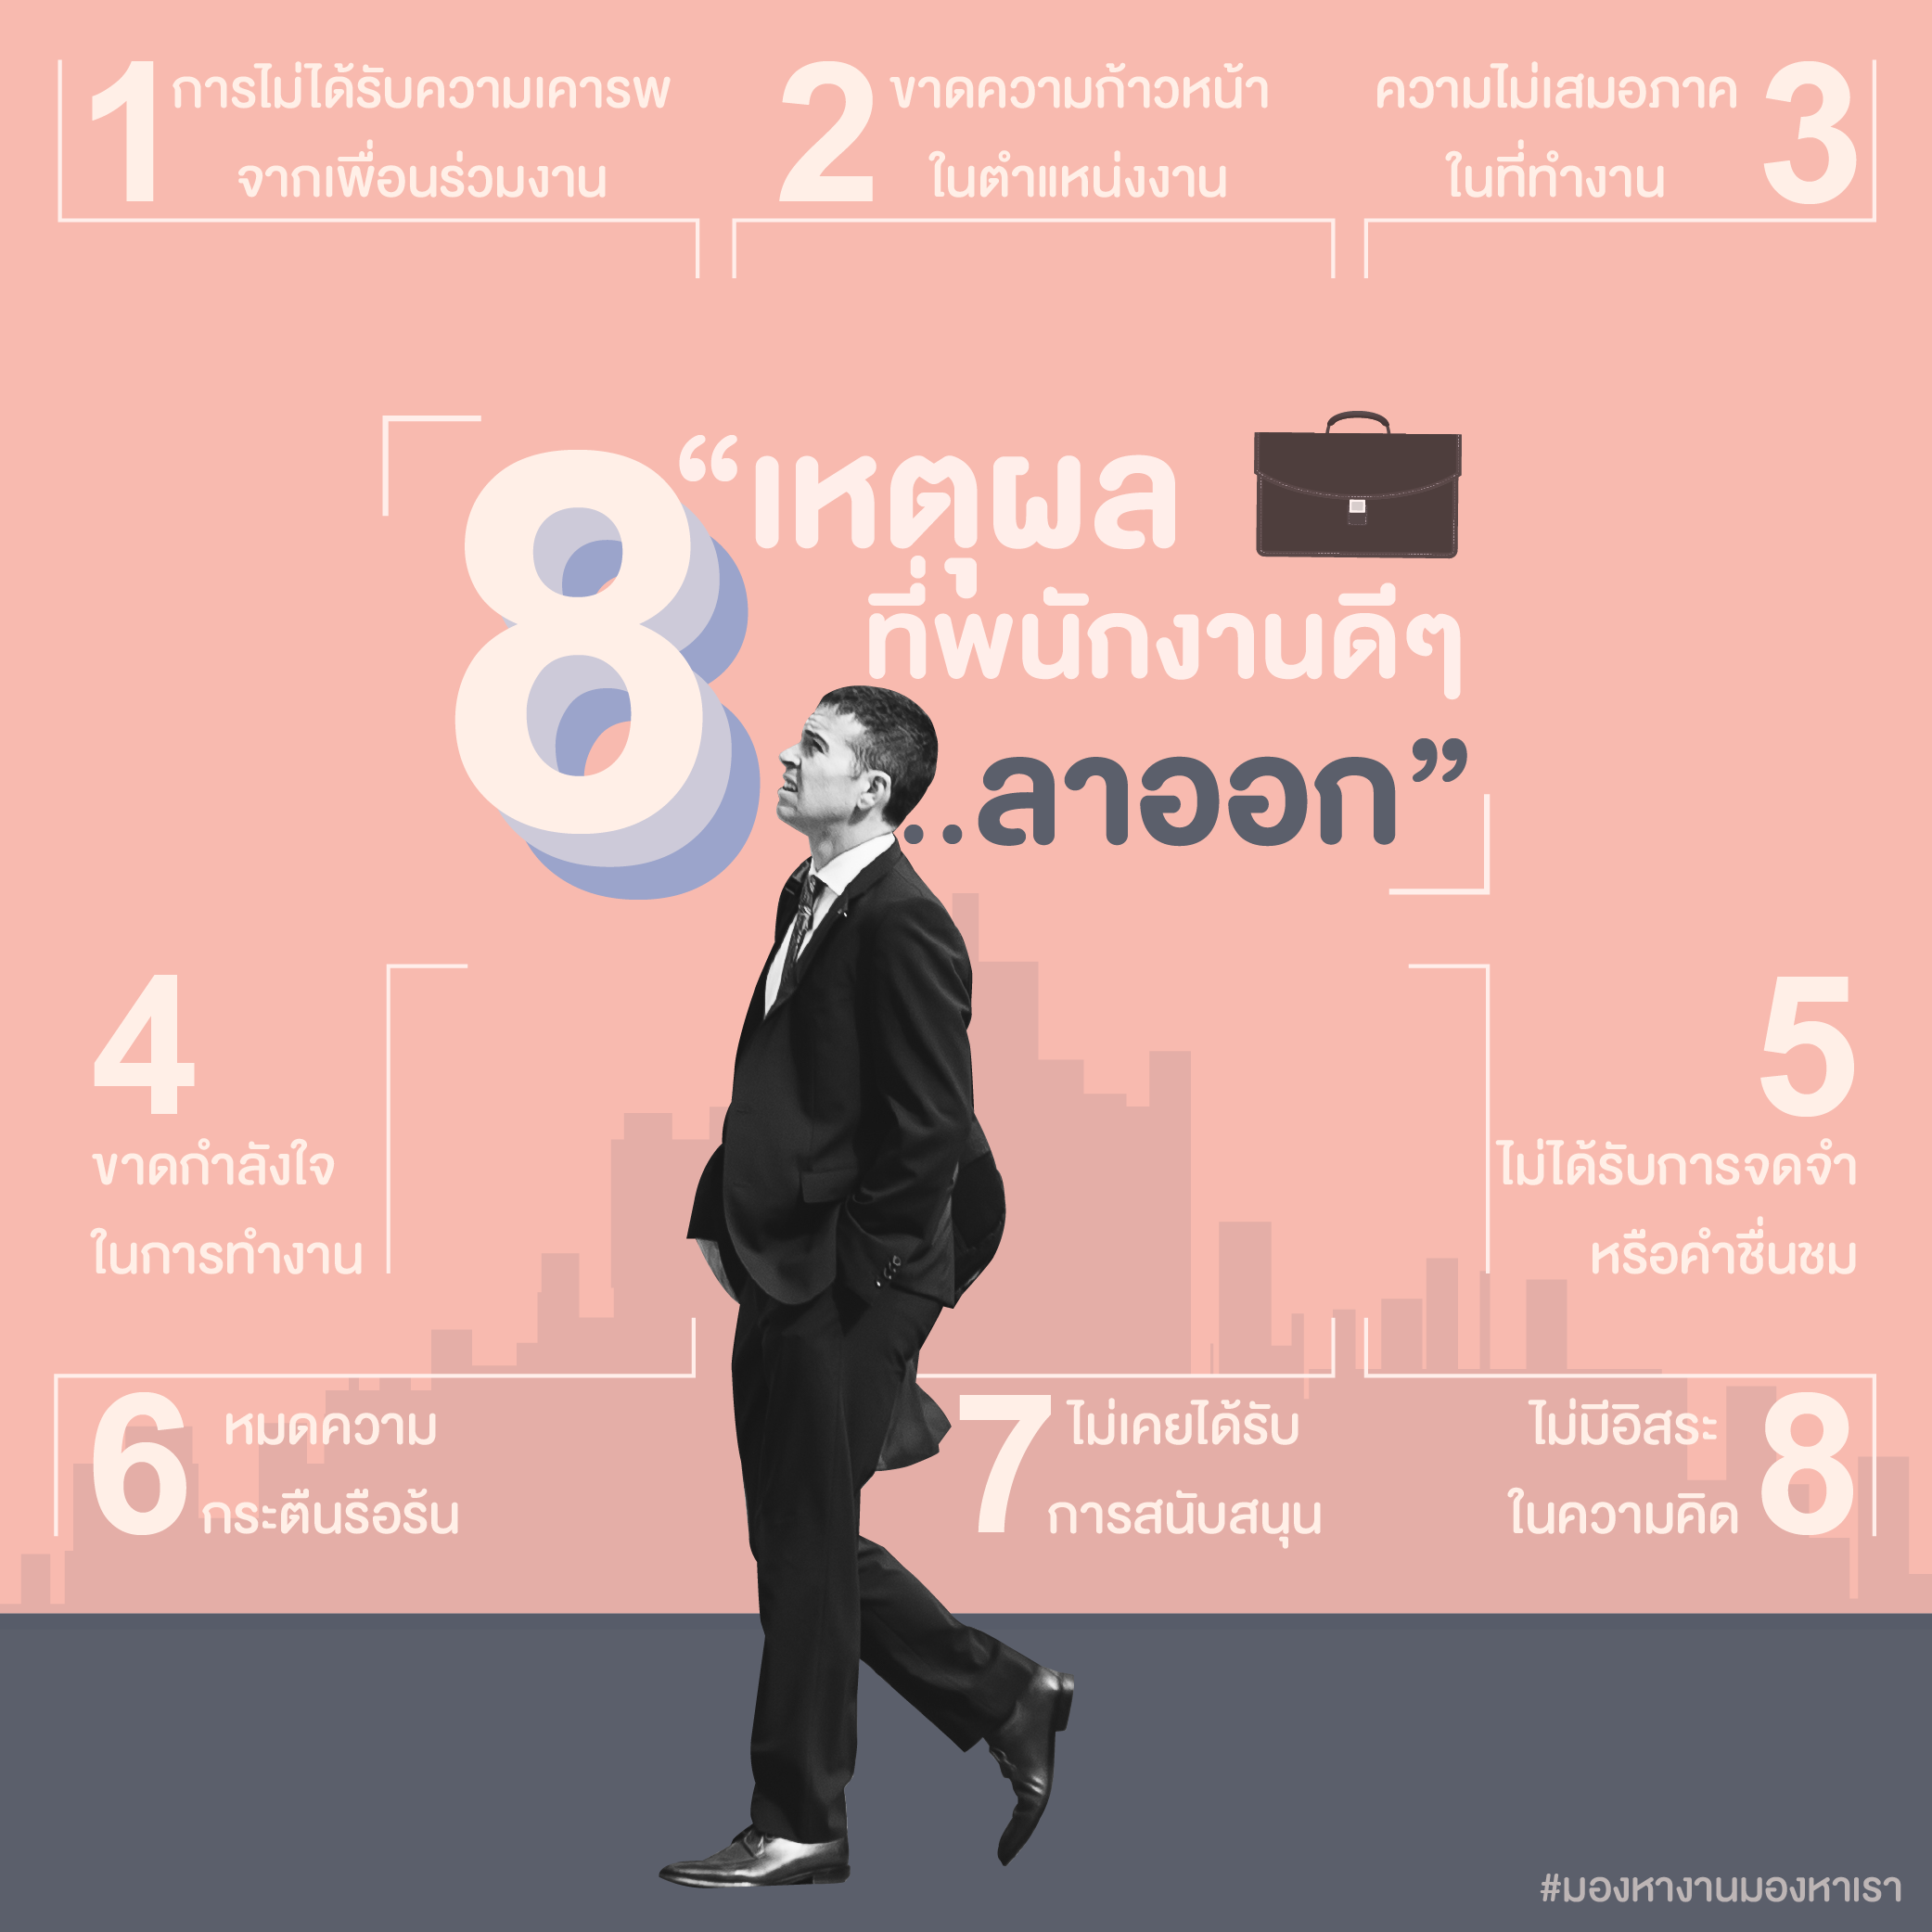 1 การไม่ได้รับความเคารพ
จากเพื่อนร่วมงาน
2 ขาดความก้าวหน้า
ในตำแหน่งงาน
ความไม่เสมอภาค 3
ในที่ทำงาน
8 “เหตุผล
ที่พนักงานดีๆ
..ลาออก”
4
ขาดกำลังใจ
ในการทำงาน
5
ไม่ได้รับการจดจำ
หรือคำชื่นชม
6 หมดความ
กระตืนรือร้น
7 ไม่เคยได้รับ
การสนับสนุน
ไม่มีอิสระ 8
ในความคิด
#มองหางานมองหาเรา